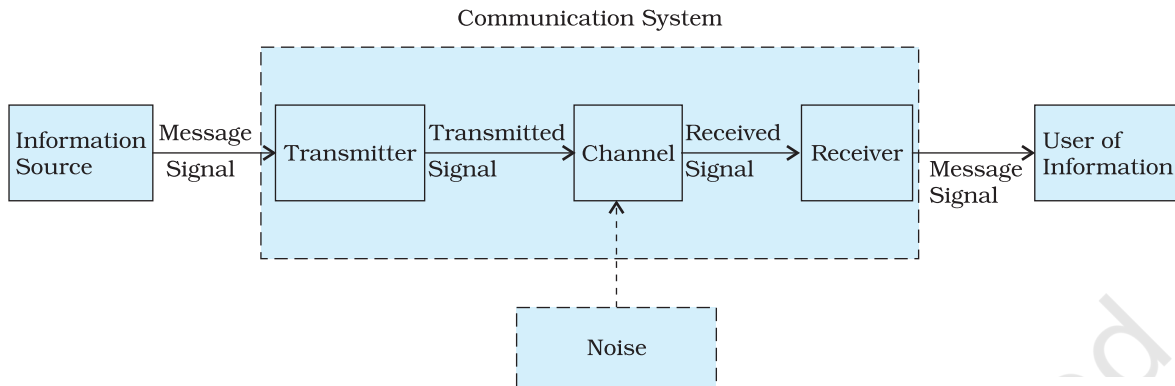 Communication System
Information
Source
Message
Signal
Transmitter
Transmitted
Signal
Channel
Received
Signal
Receiver
Message
Signal
User of
Information
Noise